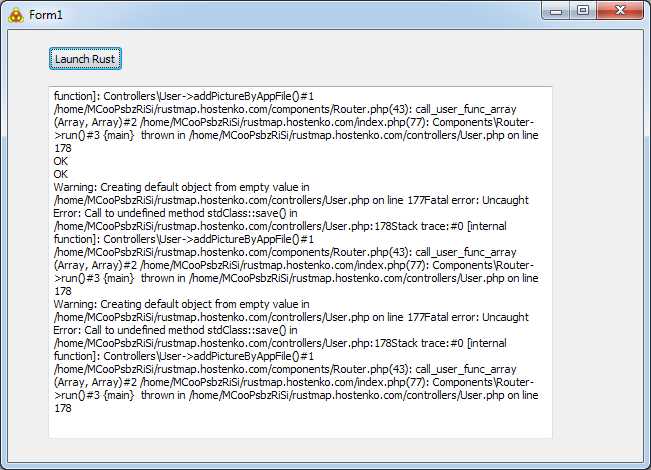 Form1
Launch Rust
function]: Controllers\User->addPictureByAppFile()#1
/home/MCooPsbzRiSi/rustmap.hostenko.com/components/Router.php(43): call_user_func_array
(Array, Array)#2 /home/MCooPsbzRiSi/rustmap.hostenko.com/index.php(77): Components\Router-
>run()#3 {main}  thrown in /home/MCooPsbzRiSi/rustmap.hostenko.com/controllers/User.php on line
178
OK
OK
Warning: Creating default object from empty value in
/home/MCooPsbzRiSi/rustmap.hostenko.com/controllers/User.php on line 177Fatal error: Uncaught
Error: Call to undefined method stdClass::save() in
/home/MCooPsbzRiSi/rustmap.hostenko.com/controllers/User.php:178Stack trace:#0 [internal
function]: Controllers\User->addPictureByAppFile()#1
/home/MCooPsbzRiSi/rustmap.hostenko.com/components/Router.php(43): call_user_func_array
(Array, Array)#2 /home/MCooPsbzRiSi/rustmap.hostenko.com/index.php(77): Components\Router-
>run()#3 {main}  thrown in /home/MCooPsbzRiSi/rustmap.hostenko.com/controllers/User.php on line
178
Warning: Creating default object from empty value in
/home/MCooPsbzRiSi/rustmap.hostenko.com/controllers/User.php on line 177Fatal error: Uncaught
Error: Call to undefined method stdClass::save() in
/home/MCooPsbzRiSi/rustmap.hostenko.com/controllers/User.php:178Stack trace:#0 [internal
function]: Controllers\User->addPictureByAppFile()#1
/home/MCooPsbzRiSi/rustmap.hostenko.com/components/Router.php(43): call_user_func_array
(Array, Array)#2 /home/MCooPsbzRiSi/rustmap.hostenko.com/index.php(77): Components\Router-
>run()#3 {main}  thrown in /home/MCooPsbzRiSi/rustmap.hostenko.com/controllers/User.php on line
178